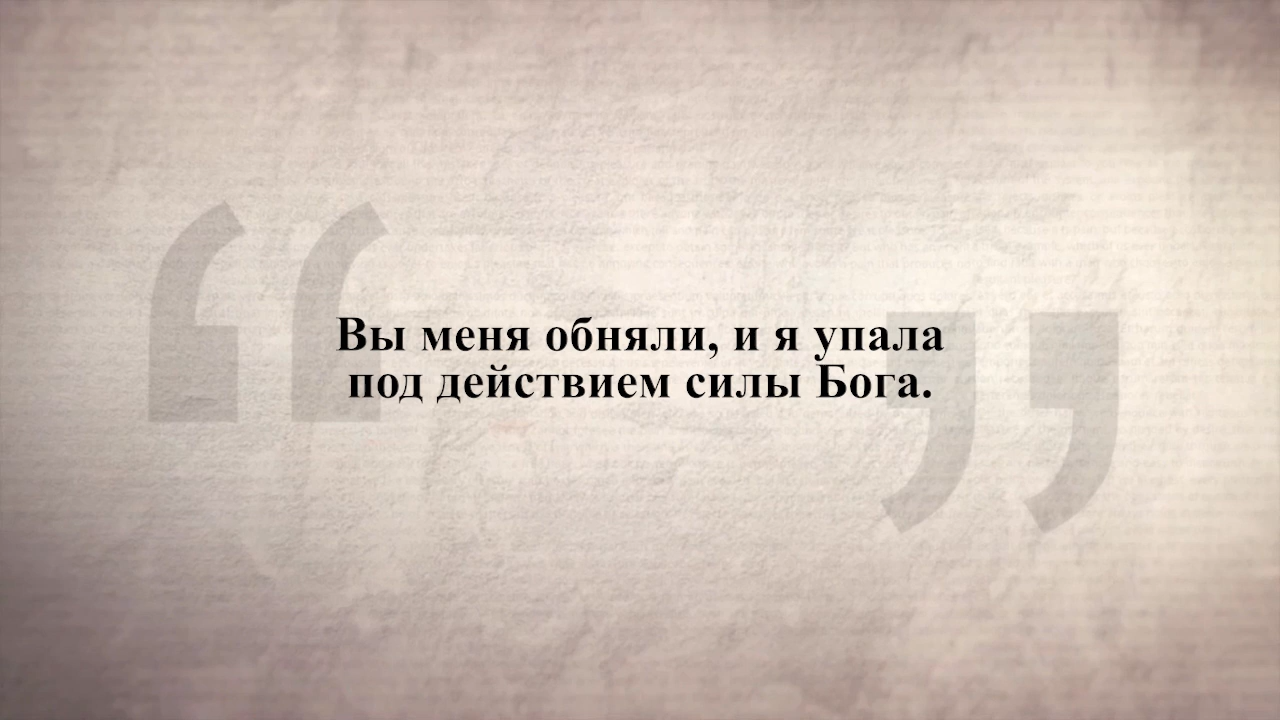 Вы меня обняли, и я упала
под действием силы Бога.